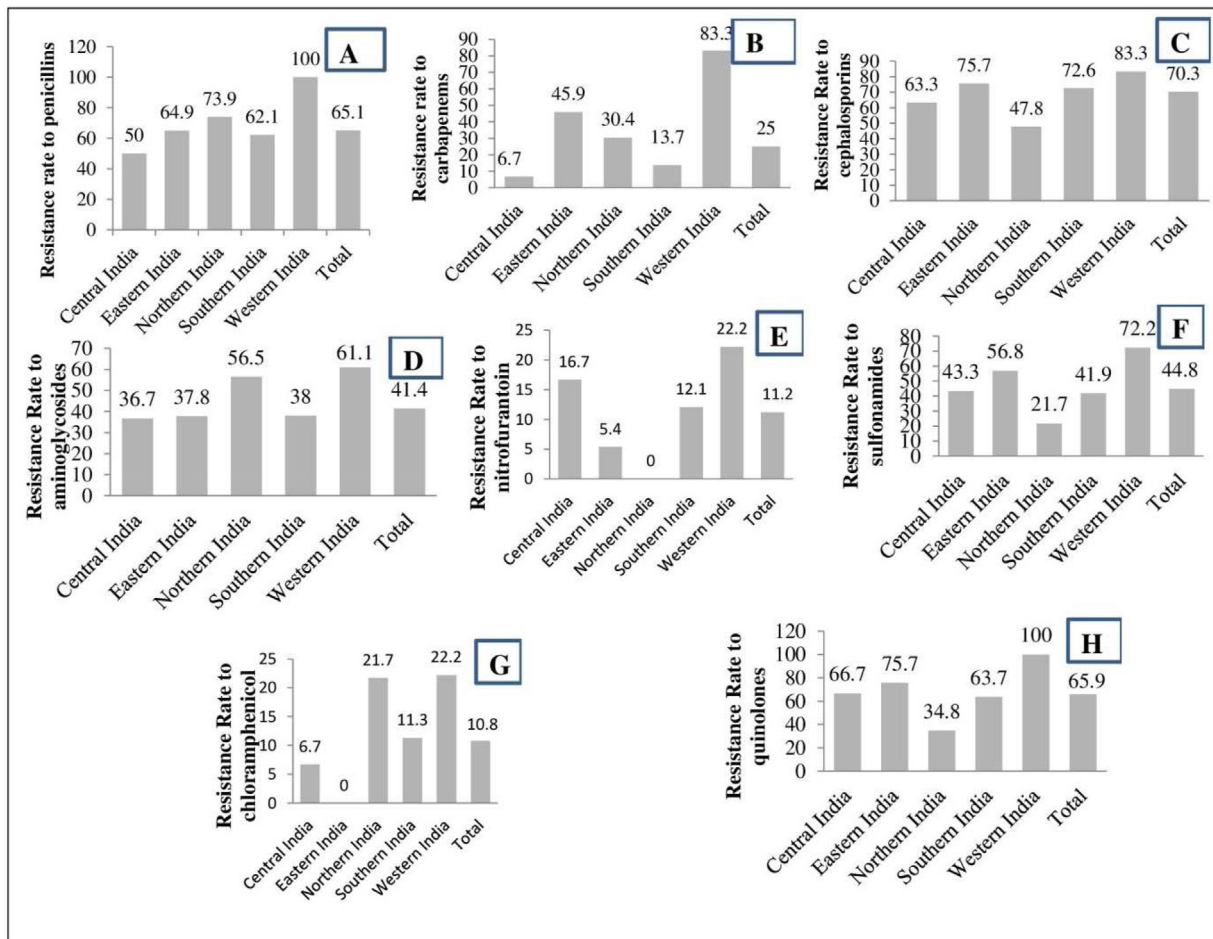 A
Resistance rate to penicillins
120
100
80
60
40
20
0
50
64.9
73.9
62.1
100
65.1
Central India
Eastern India
Northern India
Southern India
Western India
Total
B
Resistance rate to
carbapenems
90
80
70
60
50
40
30
20
10
0
6.7
45.9
30.4
13.7
83.3
25
Central India
Eastern India
Northern India
Southern India
Western India
Total
C
Resistance Rate to
cephalosporins
90
80
70
60
50
40
30
20
10
0
63.3
75.7
47.8
72.6
83.3
70.3
Central India
Eastern India
Northern India
Southern India
Western India
Total
D
Resistance Rate to
aminoglycosides
70
60
50
40
30
20
10
0
36.7
37.8
56.5
38
61.1
41.4
Central India
Eastern India
Northern India
Southern India
Western India
Total
E
Resistance Rate to
nitrofurantoin
25
20
15
10
5
0
16.7
5.4
0
12.1
22.2
11.2
Central India
Eastern India
Northern India
Southern India
Western India
Total
F
Resistance Rate to
sulfonamides
80
70
60
50
40
30
20
10
0
43.3
56.8
21.7
41.9
72.2
44.8
Central India
Eastern India
Northern India
Southern India
Western India
Total
G
Resistance Rate to
chloramphenicol
25
20
15
10
5
0
6.7
0
21.7
11.3
22.2
10.8
Central India
Eastern India
Northern India
Southern India
Western India
Total
H
Resistance Rate to
quinolones
120
100
80
60
40
20
0
66.7
75.7
34.8
63.7
100
65.9
Central India
Eastern India
Northern India
Southern India
Western India
Total